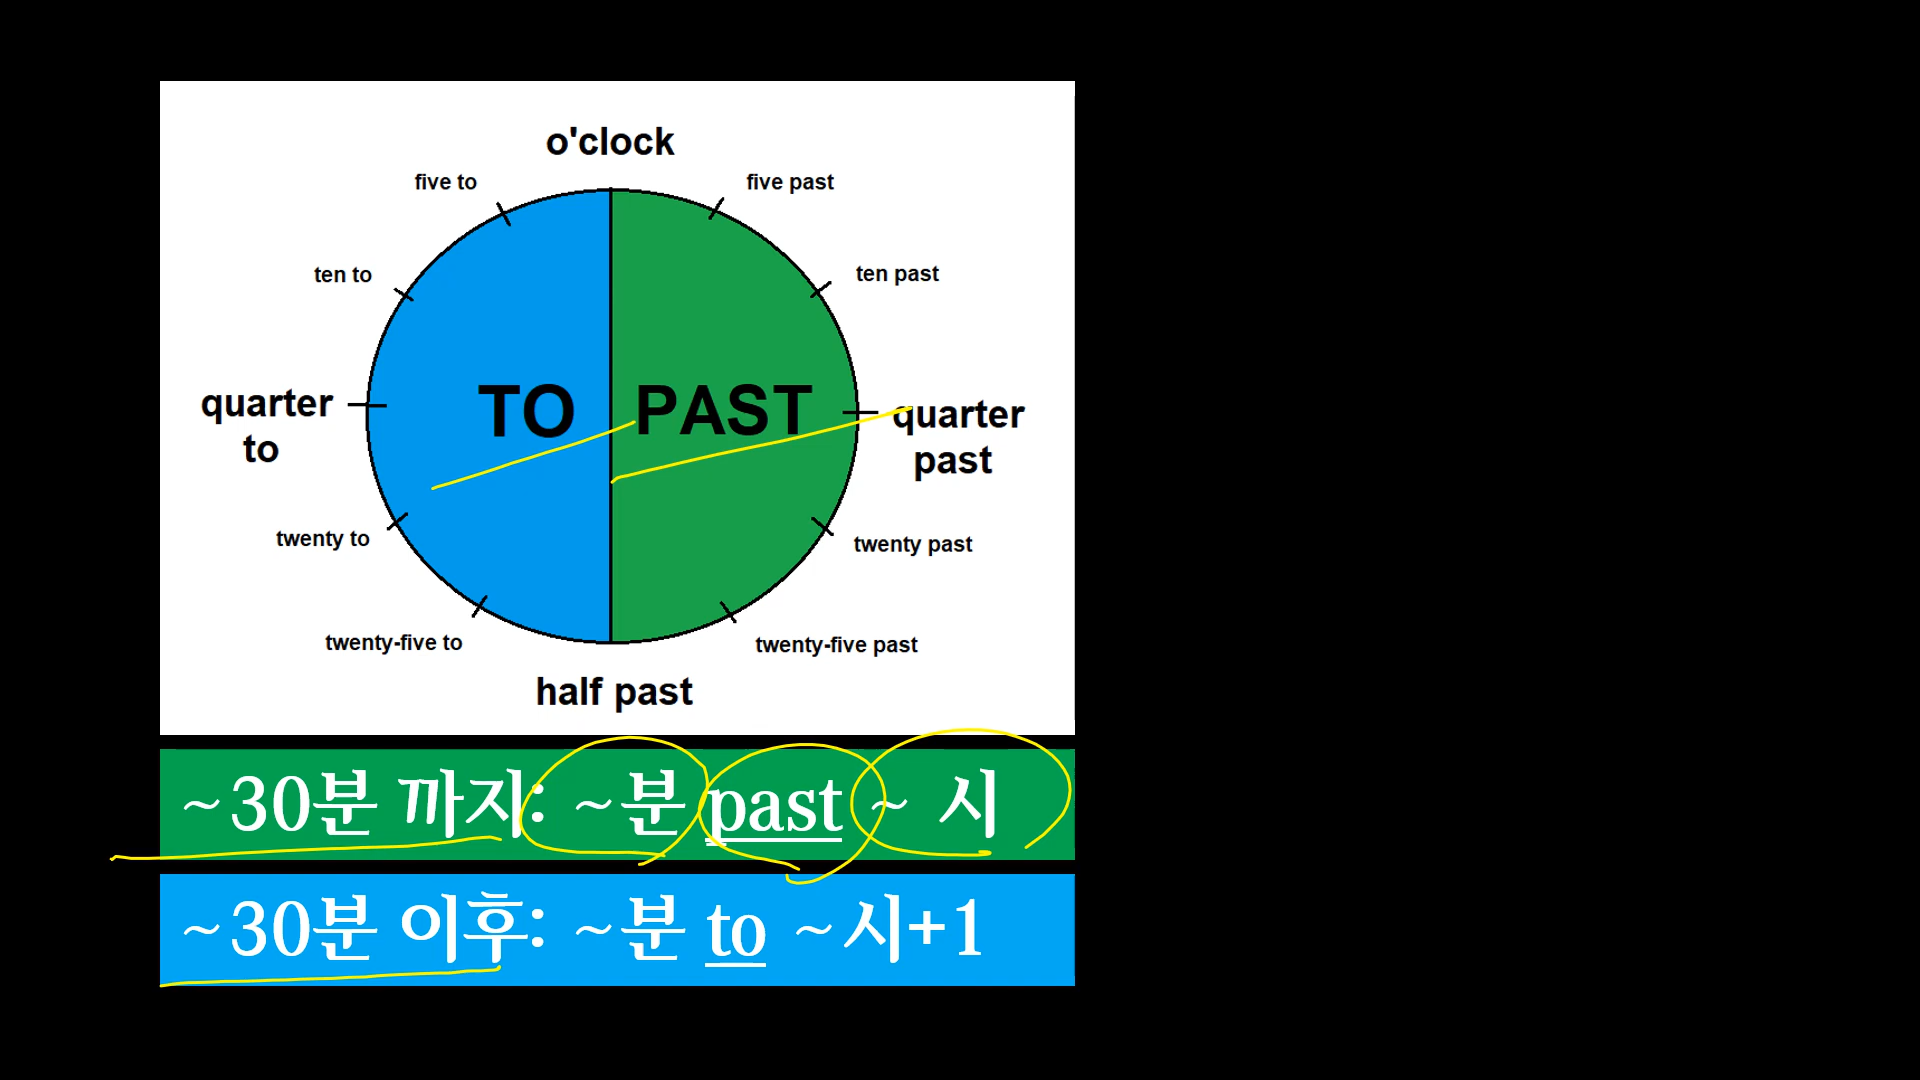 o'clock
five to
five past
ten to
ten past
quarter
to
TO
PAST
quarter
past
twenty to
twenty past
twenty-five to
twenty-five past
half past
~30분 까지: ~분 past ~ 시
~30분 이후: ~분 to ~시+1